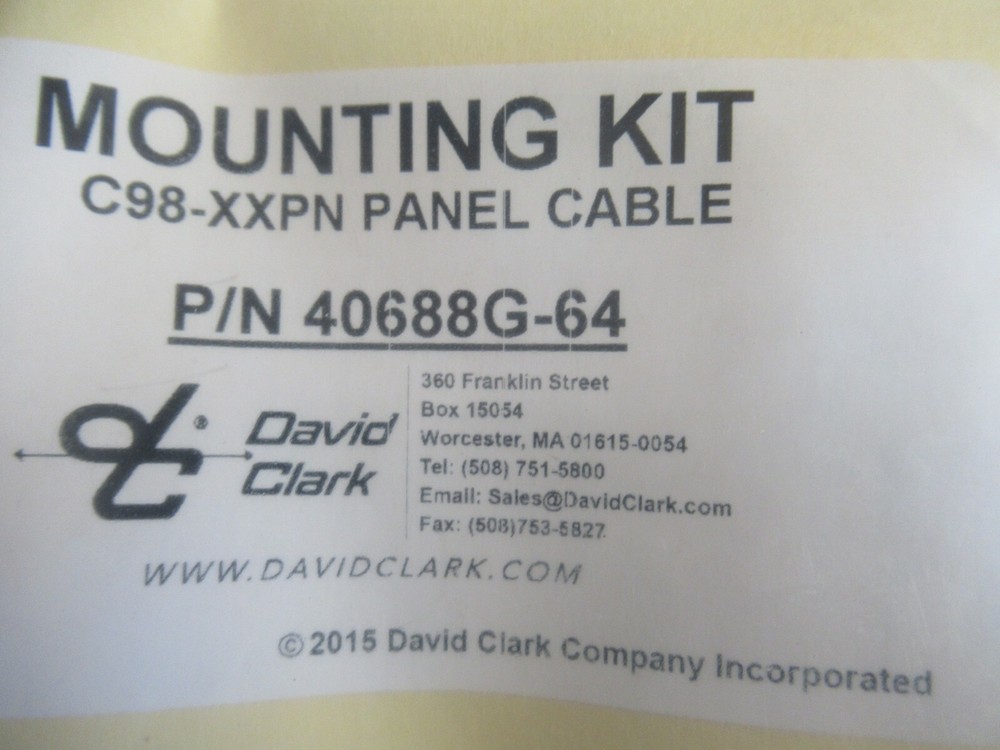 MOUNTING KIT
C98-XXPN PANEL CABLE
P/N 40688G-64
dc® David Clark
360 Franklin Street
Box 15054
Worcester, MA 01615-0054
Tel: (508) 751-5800
Email: Sales@DavidClark.com
Fax: (508)753-5827
WWW.DAVIDCLARK.COM
© 2015 David Clark Company Incorporated